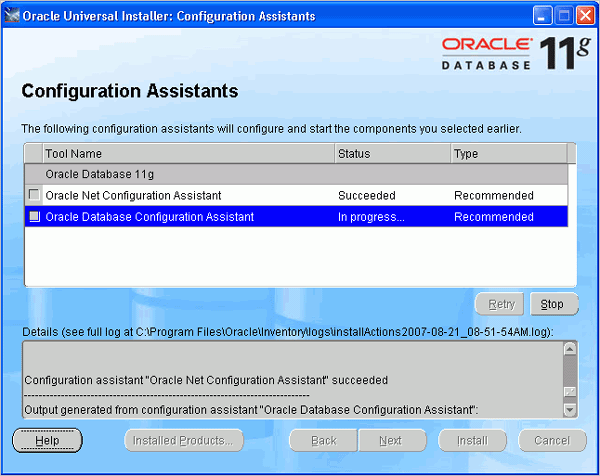 Oracle Universal Installer: Configuration Assistants
ORACLE
DATABASE 11g
Configuration Assistants
The following configuration assistants will configure and start the components you selected earlier.
Tool Name Status Type
Oracle Database 11g
Oracle Net Configuration Assistant Succeeded Recommended
Oracle Database Configuration Assistant In progress... Recommended
Retry Stop
Details (see full log at C:\Program Files\Oracle\Inventory\logs\installActions2007-08-21_08-51-54AM.log):
Configuration assistant "Oracle Net Configuration Assistant" succeeded
-----------------------------------------------------------------------------
Output generated from configuration assistant "Oracle Database Configuration Assistant":
Help Installed Products... Back Next Install Cancel